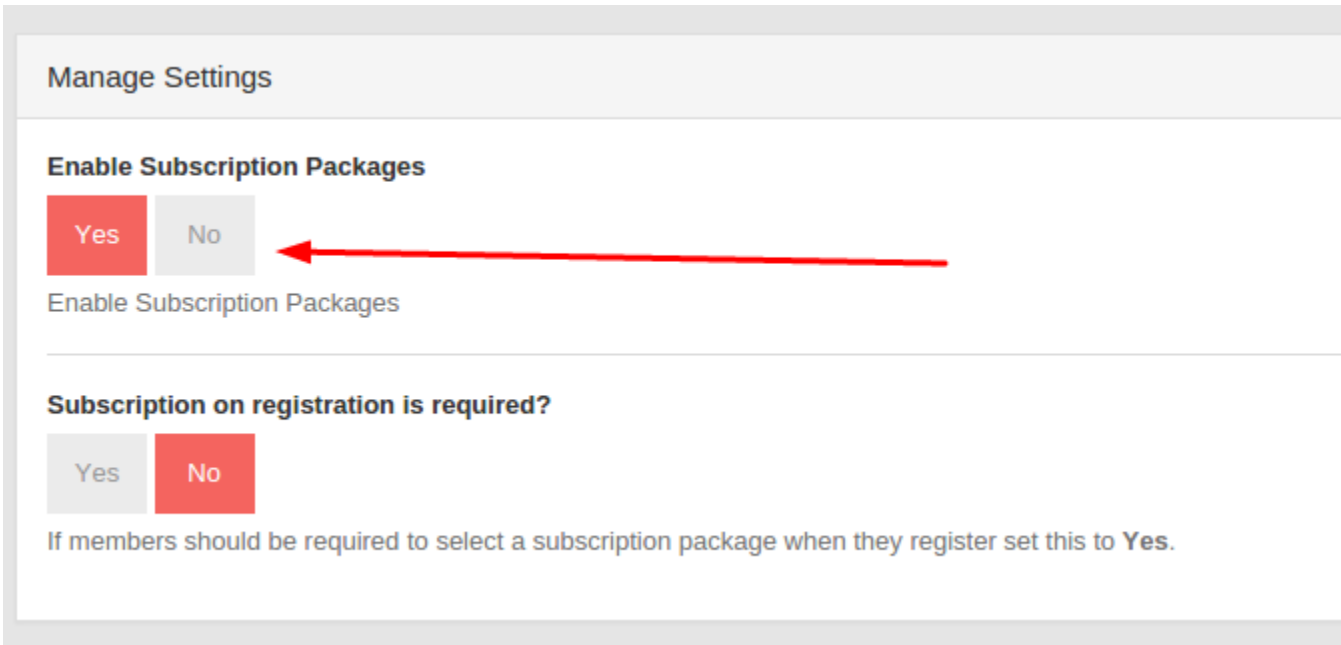 Manage Settings
Enable Subscription Packages
Yes No
Enable Subscription Packages
Subscription on registration is required?
Yes No
If members should be required to select a subscription package when they register set this to Yes.